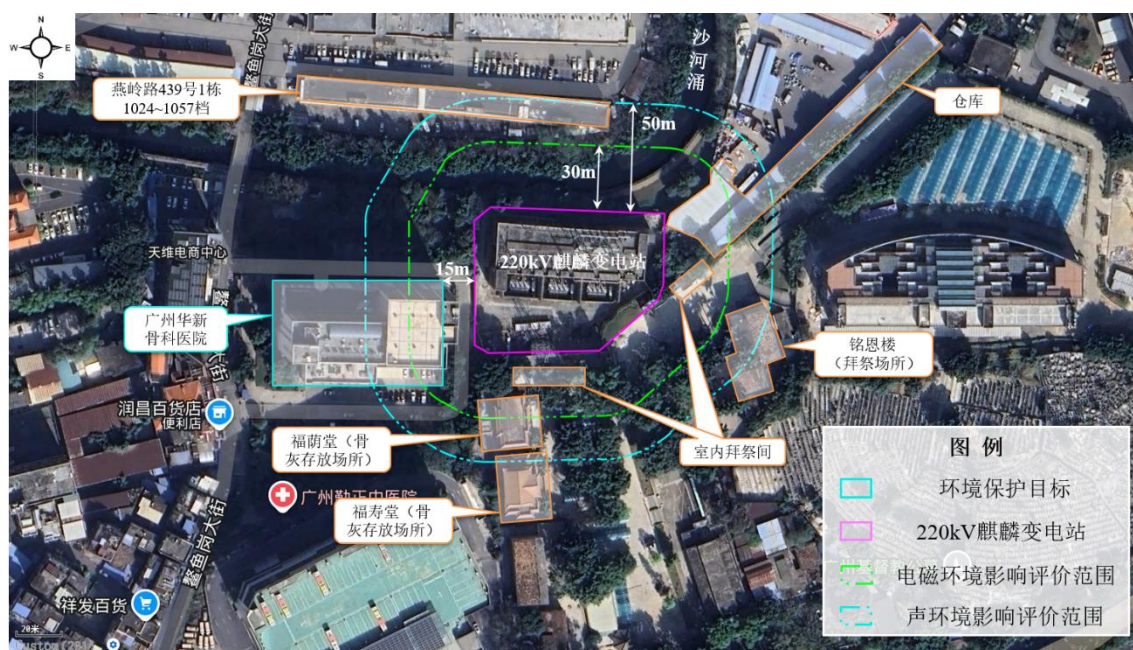 N
W E
S
燕岭路439号1栋
1024~1057档
鳌鱼岗大街
沙河涌
仓库
50m
30m
天维电商中心
15m
220kV麒麟变电站
广州华新
骨科医院
铭恩楼
（拜祭场所）
润昌百货店
便利店
福荫堂（骨
灰存放场所）
室内拜祭间
广州勤正中医院
福寿堂（骨
灰存放场所）
鳌鱼岗大街
祥发百货
20米
图 例
环境保护目标
220kV麒麟变电站
电磁环境影响评价范围
声环境影响评价范围